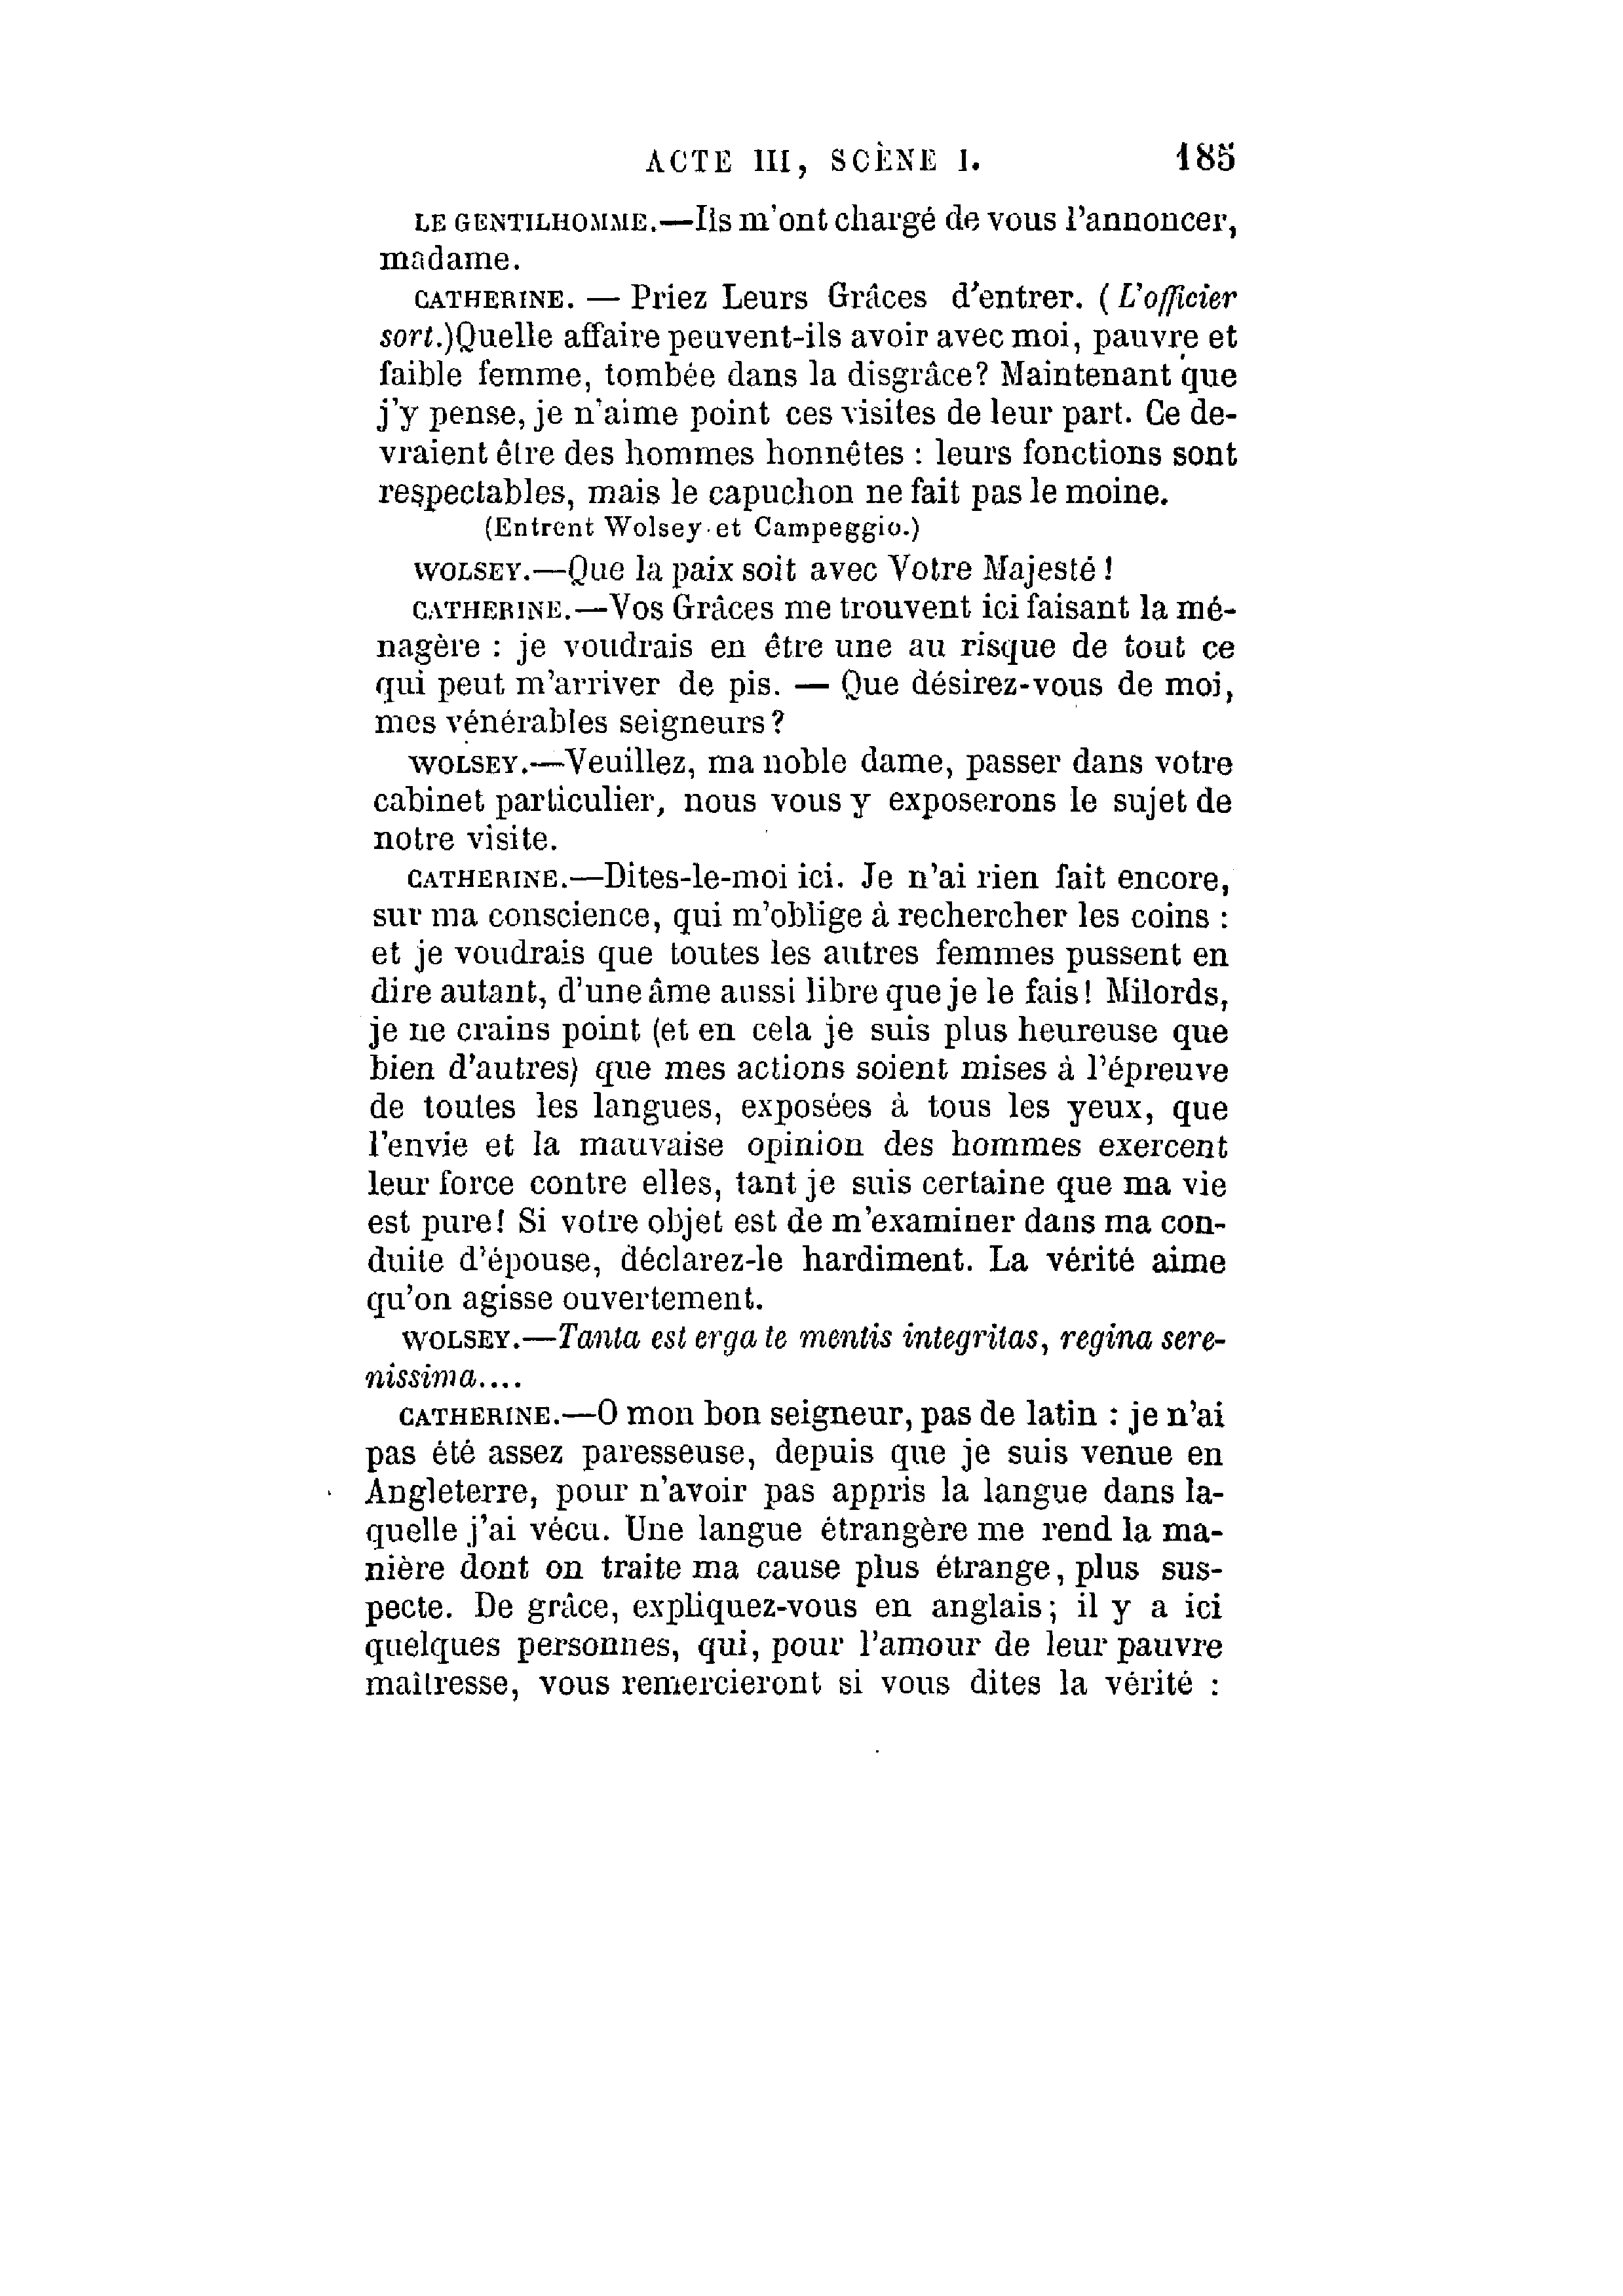 ACTE III, SCÈNE I. 185
LE GENTILHOMME.—Ils m'ont chargé de vous l'annoncer,
madame.
CATHERINE. — Priez Leurs Grâces d'entrer. (L'officier
sort.)Quelle affaire peuvent-ils avoir avec moi, pauvre et
faible femme, tombée dans la disgrâce? Maintenant que
j'y pense, je n'aime point ces visites de leur part. Ce de-
vraient être des hommes honnêtes : leurs fonctions sont
respectables, mais le capuchon ne fait pas le moine.
(Entrent Wolsey et Campeggio.)
WOLSEY.—Que la paix soit avec Votre Majesté !
CATHERINE.—Vos Grâces me trouvent ici faisant la mé-
nagère : je voudrais en être une au risque de tout ce
qui peut m'arriver de pis. — Que désirez-vous de moi,
mes vénérables seigneurs?
WOLSEY.—Veuillez, ma noble dame, passer dans votre
cabinet particulier, nous vous y exposerons le sujet de
notre visite.
CATHERINE.—Dites-le-moi ici. Je n'ai rien fait encore,
sur ma conscience, qui m'oblige à rechercher les coins :
et je voudrais que toutes les autres femmes pussent en
dire autant, d'une âme aussi libre que je le fais! Milords,
je ne crains point (et en cela je suis plus heureuse que
bien d'autres) que mes actions soient mises à l'épreuve
de toutes les langues, exposées à tous les yeux, que
l'envie et la mauvaise opinion des hommes exercent
leur force contre elles, tant je suis certaine que ma vie
est pure! Si votre objet est de m'examiner dans ma con-
duite d'épouse, déclarez-le hardiment. La vérité aime
qu'on agisse ouvertement.
WOLSEY.—Tanta est erga te mentis integritas, regina sere-
nissima....
CATHERINE.—O mon bon seigneur, pas de latin : je n'ai
pas été assez paresseuse, depuis que je suis venue en
Angleterre, pour n'avoir pas appris la langue dans la-
quelle j'ai vécu. Une langue étrangère me rend la ma-
nière dont on traite ma cause plus étrange, plus sus-
pecte. De grâce, expliquez-vous en anglais; il y a ici
quelques personnes, qui, pour l'amour de leur pauvre
maîtresse, vous remercieront si vous dites la vérité :